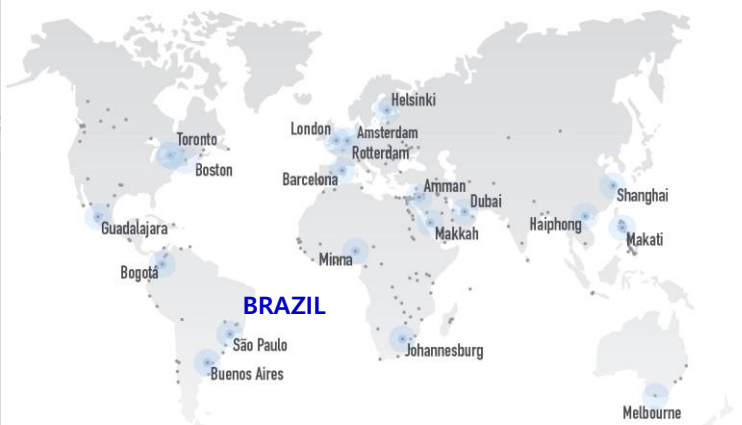 Helsinki
London
Amsterdam
Rotterdam
Toronto
Boston
Barcelona
Amman
Dubai
Shanghai
Guadalajara
Makkah
Haiphong
Makati
Minna
Bogotá
BRAZIL
São Paulo
Johannesburg
Buenos Aires
Melbourne